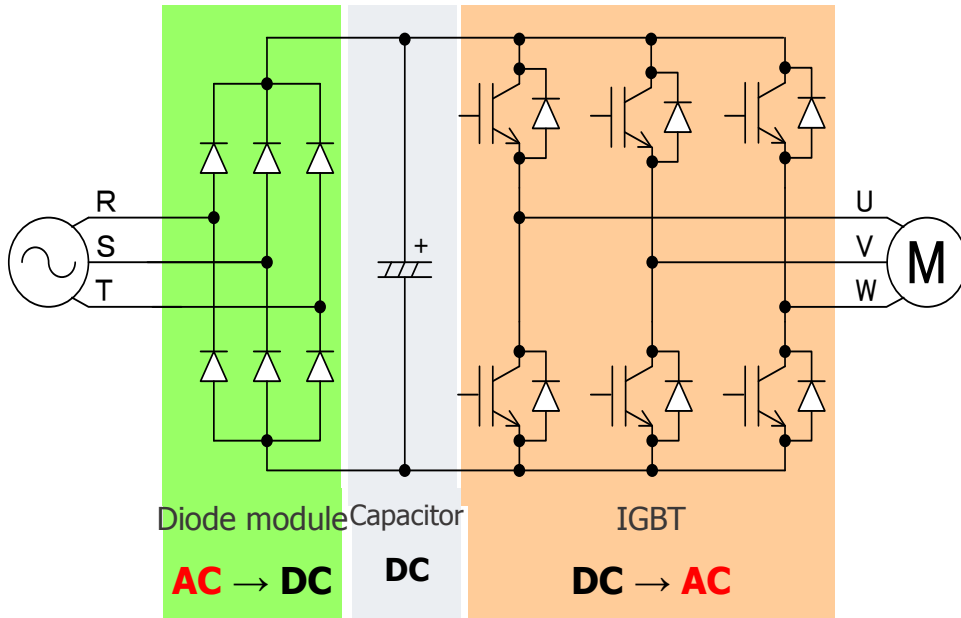 R
S
T
+
U
V
W
M
Diode module
Capacitor
IGBT
AC → DC
DC
DC → AC